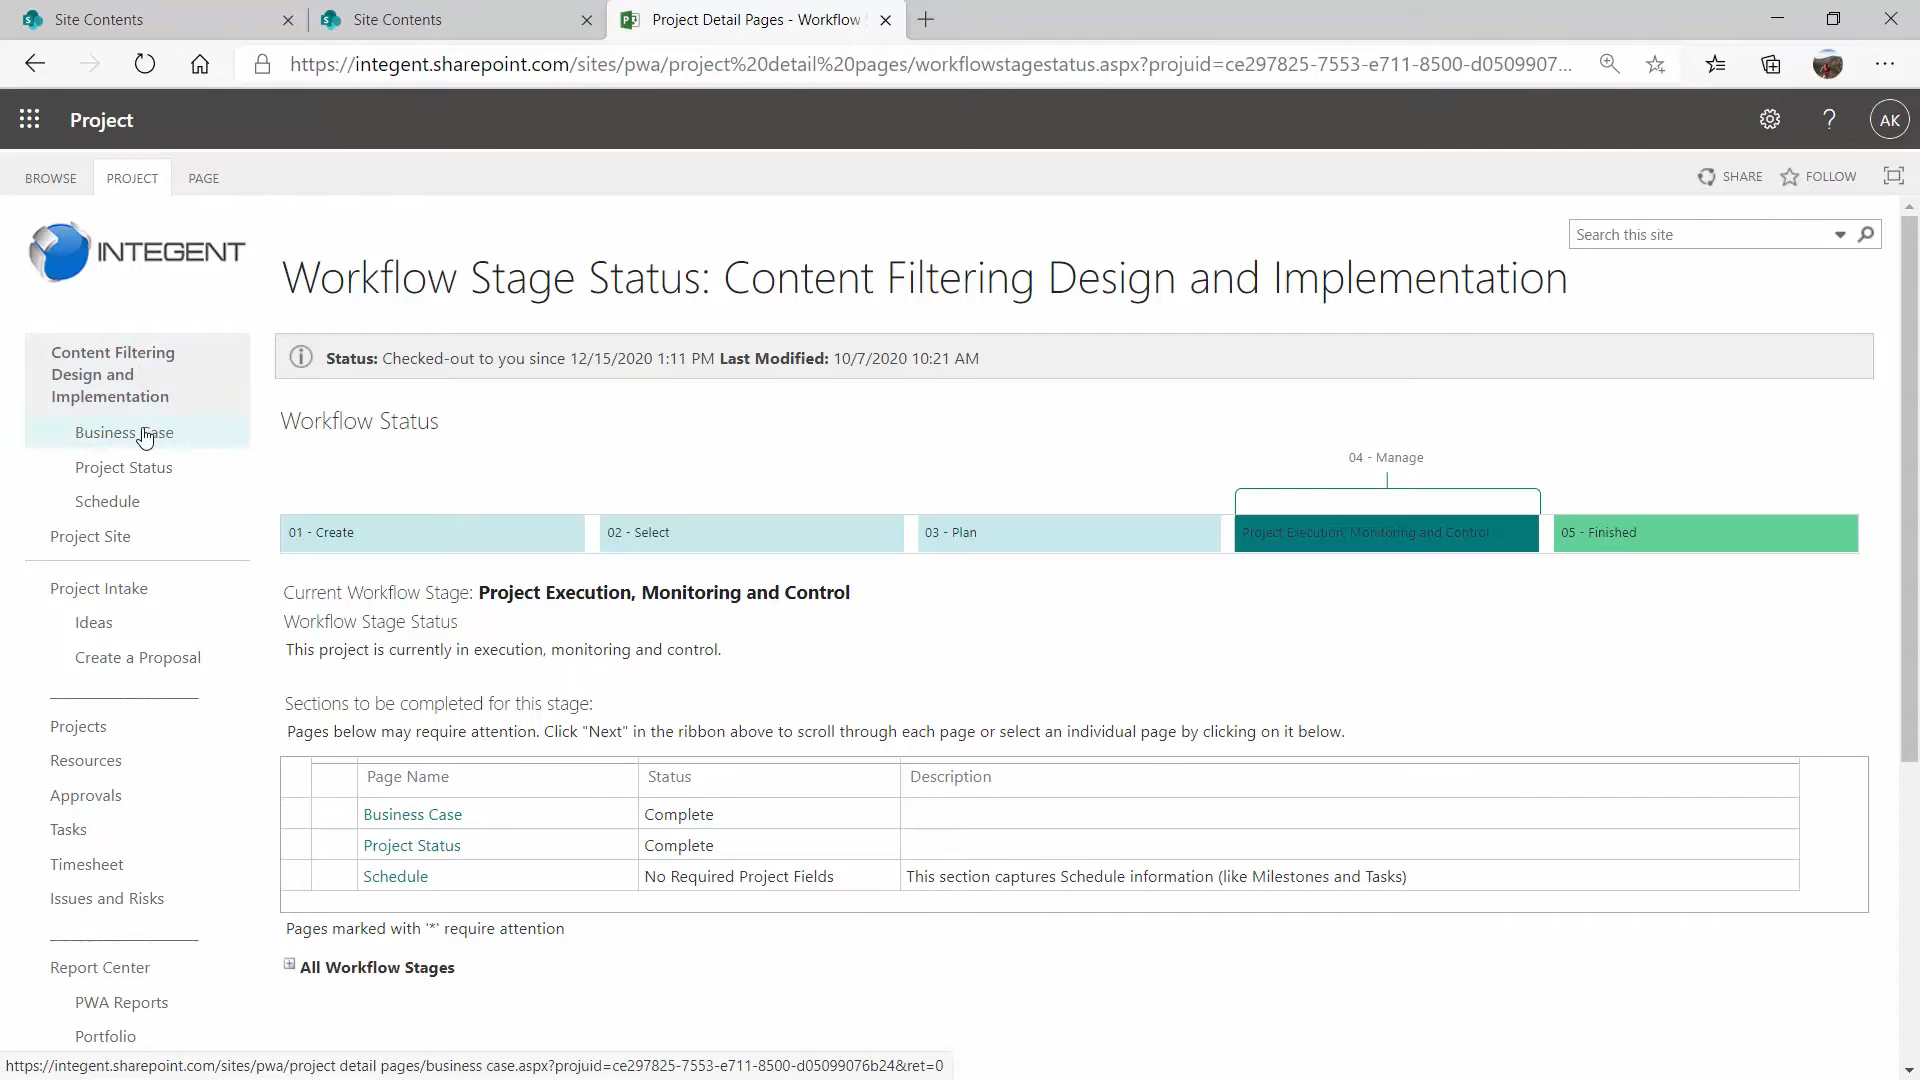 Site Contents
Site Contents
Project Detail Pages - Workflow
https://integent.sharepoint.com/sites/pwa/project%20detail%20pages/workflowstagestatus.aspx?projuid=ce297825-7553-e711-8500-d0509907...
Project
AK
BROWSE
PROJECT
PAGE
SHARE
FOLLOW
INTEGENT
Search this site
Workflow Stage Status: Content Filtering Design and Implementation
Content Filtering
Design and
Implementation
Business Case
Project Status
Schedule
Project Site
Project Intake
Ideas
Create a Proposal
Projects
Resources
Approvals
Tasks
Timesheet
Issues and Risks
Report Center
PWA Reports
Portfolio
Status: Checked-out to you since 12/15/2020 1:11 PM Last Modified: 10/7/2020 10:21 AM
Workflow Status
04 - Manage
01 - Create
02 - Select
03 - Plan
Project Execution, Monitoring and Control
05 - Finished
Current Workflow Stage: Project Execution, Monitoring and Control
Workflow Stage Status
This project is currently in execution, monitoring and control.
Sections to be completed for this stage:
Pages below may require attention. Click "Next" in the ribbon above to scroll through each page or select an individual page by clicking on it below.
Page Name Status Description
Business Case Complete
Project Status Complete
Schedule No Required Project Fields This section captures Schedule information (like Milestones and Tasks)
Pages marked with '*' require attention
All Workflow Stages
https://integent.sharepoint.com/sites/pwa/project detail pages/business case.aspx?projuid=ce297825-7553-e711-8500-d05099076b24&ret=0